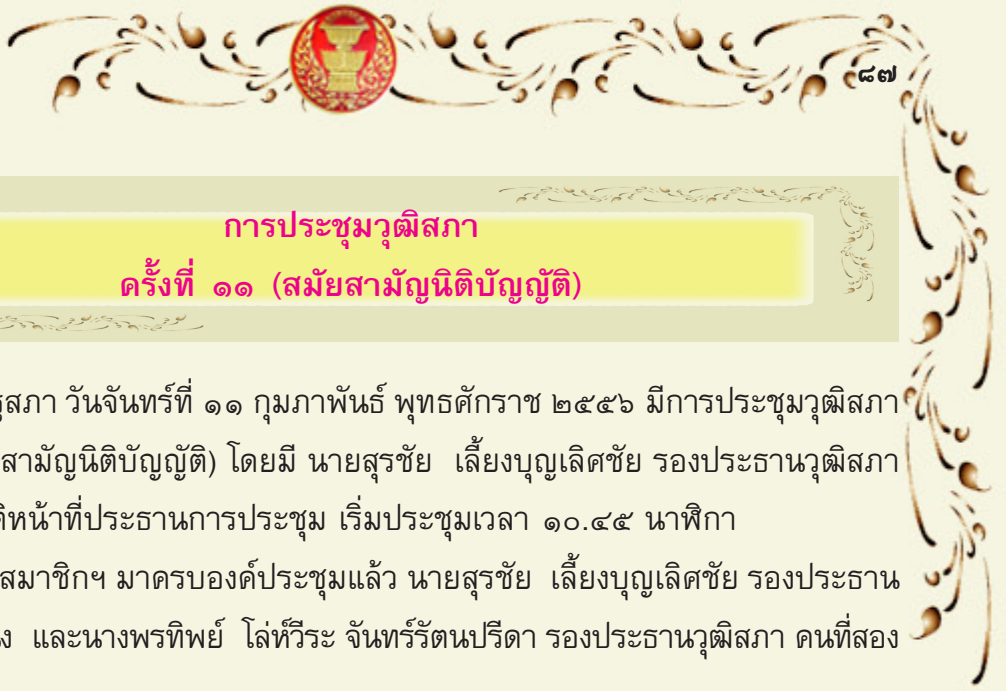 ๘๗
การประชุมวุฒิสภา
ครั้งที่ ๑๑ (สมัยสามัญนิติบัญญัติ)
สภา วันจันทร์ที่ ๑๑ กุมภาพันธ์ พุทธศักราช ๒๕๕๖ มีการประชุมวุฒิสภา
สามัญนิติบัญญัติ) โดยมี นายสุรชัย เลี้ยงบุญเลิศชัย รองประธานวุฒิสภา
หน้าที่ประธานการประชุม เริ่มประชุมเวลา ๑๐.๔๕ นาฬิกา
สมาชิกฯ มาครบองค์ประชุมแล้ว นายสุรชัย เลี้ยงบุญเลิศชัย รองประธาน
และนางพรทิพย์ โล่ห์วีระ จันทร์รัตนปรีดา รองประธานวุฒิสภา คนที่สอง